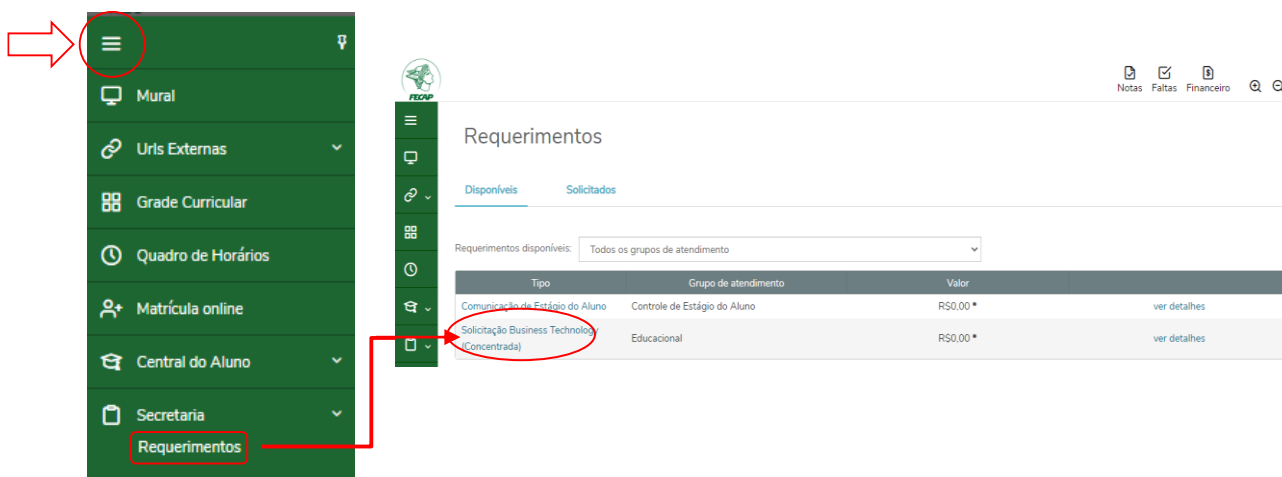 Mural
Urls Externas
Grade Curricular
Quadro de Horários
Matrícula online
Central do Aluno
Secretaria
Requerimentos
FECAP
Notas Faltas Financeiro
Requerimentos
Disponíveis Solicitados
Requerimentos disponíveis: Todos os grupos de atendimento
Tipo Grupo de atendimento Valor
Comunicação de Estágio do Aluno Controle de Estágio do Aluno R$0,00 * ver detalhes
Solicitação Business Technology
(Concentrada) Educacional R$0,00 * ver detalhes